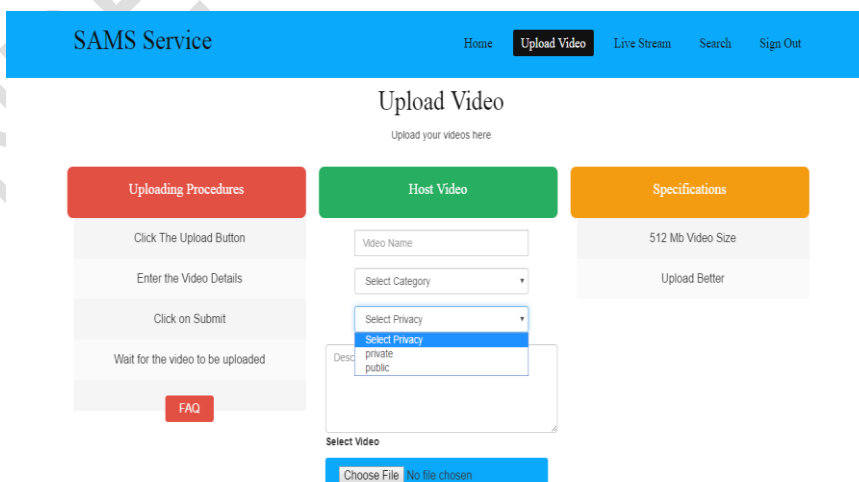 SAMS Service
Home
Upload Video
Live Stream
Search
Sign Out
Upload Video
Upload your videos here
Uploading Procedures
Click The Upload Button
Enter the Video Details
Click on Submit
Wait for the video to be uploaded
FAQ
Host Video
Video Name
Select Category
Select Privacy
Select Privacy
private
public
Select Video
Choose File No file chosen
Specifications
512 Mb Video Size
Upload Better